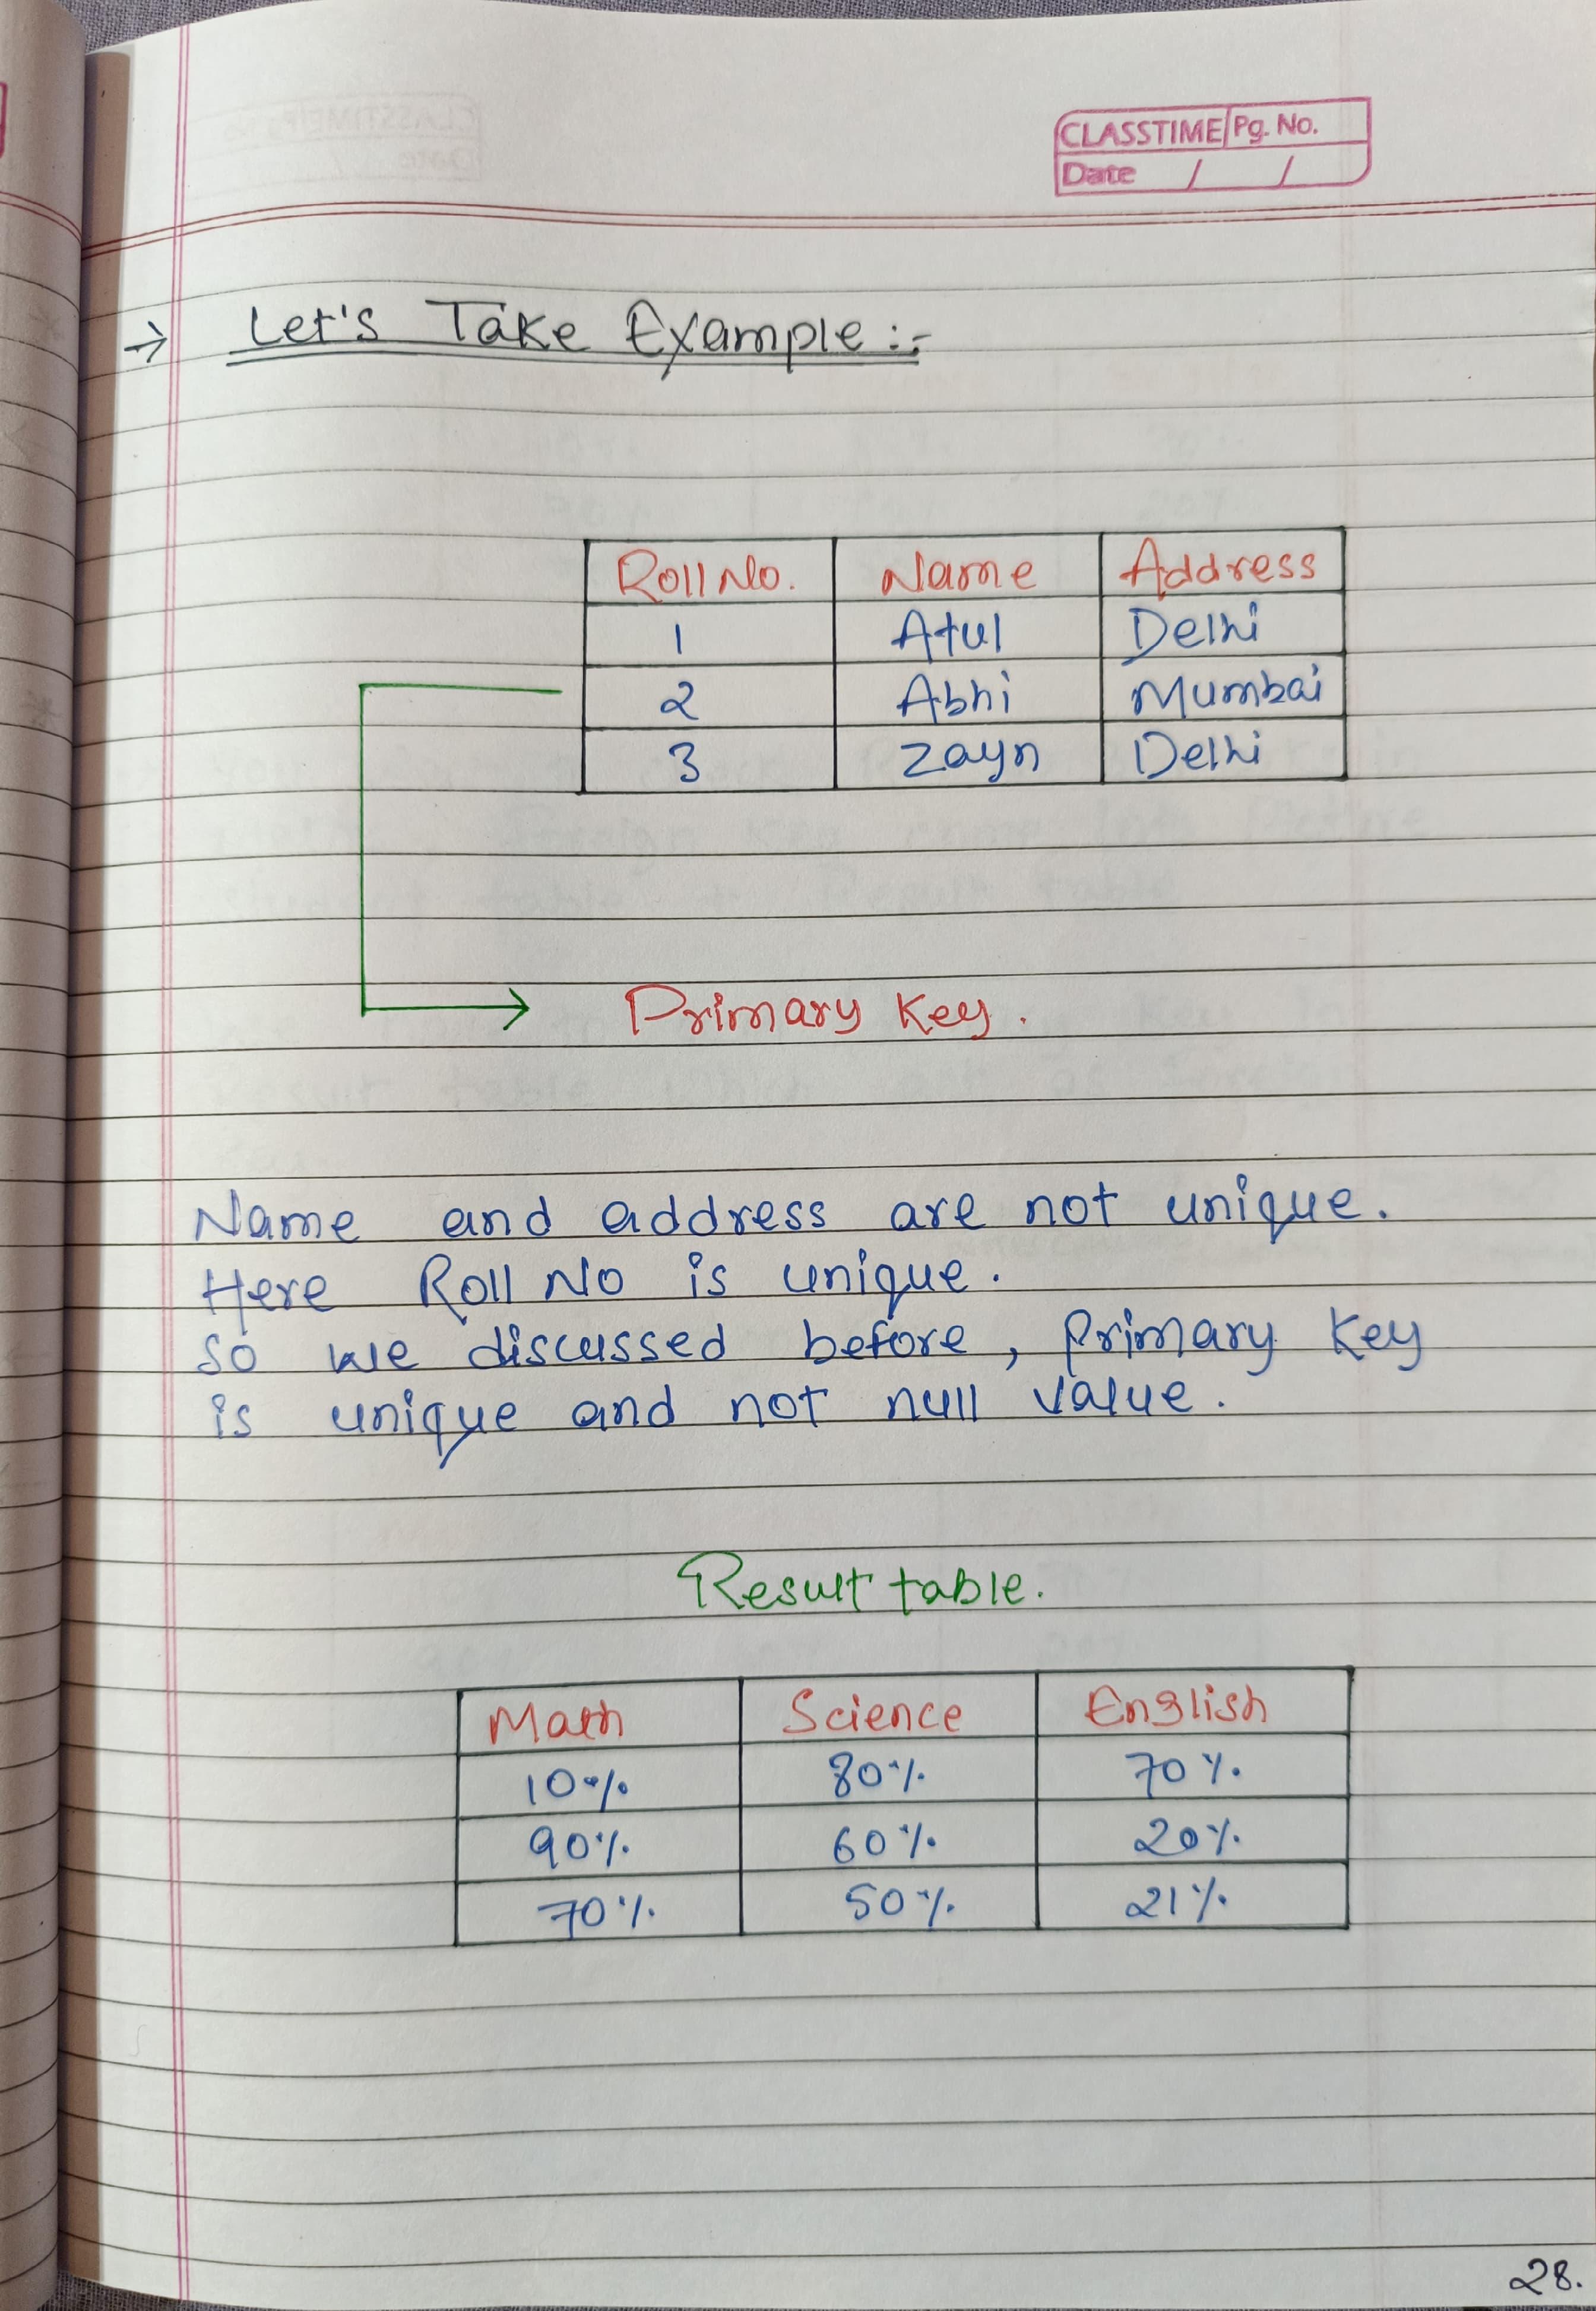 CLASSTIME Pg. No.
Date / /
→ Let's Take Example :-
Roll No. Name Address
1 Atul Delhi
2 Abhi Mumbai
3 Zayn Delhi
Primary Key.
Name and address are not unique.
Here Roll No is unique.
So we discussed before, Primary Key
is unique and not null value.
Result table.
Math Science English
10% 80% 70%
90% 60% 20%
70% 50% 21%
28.